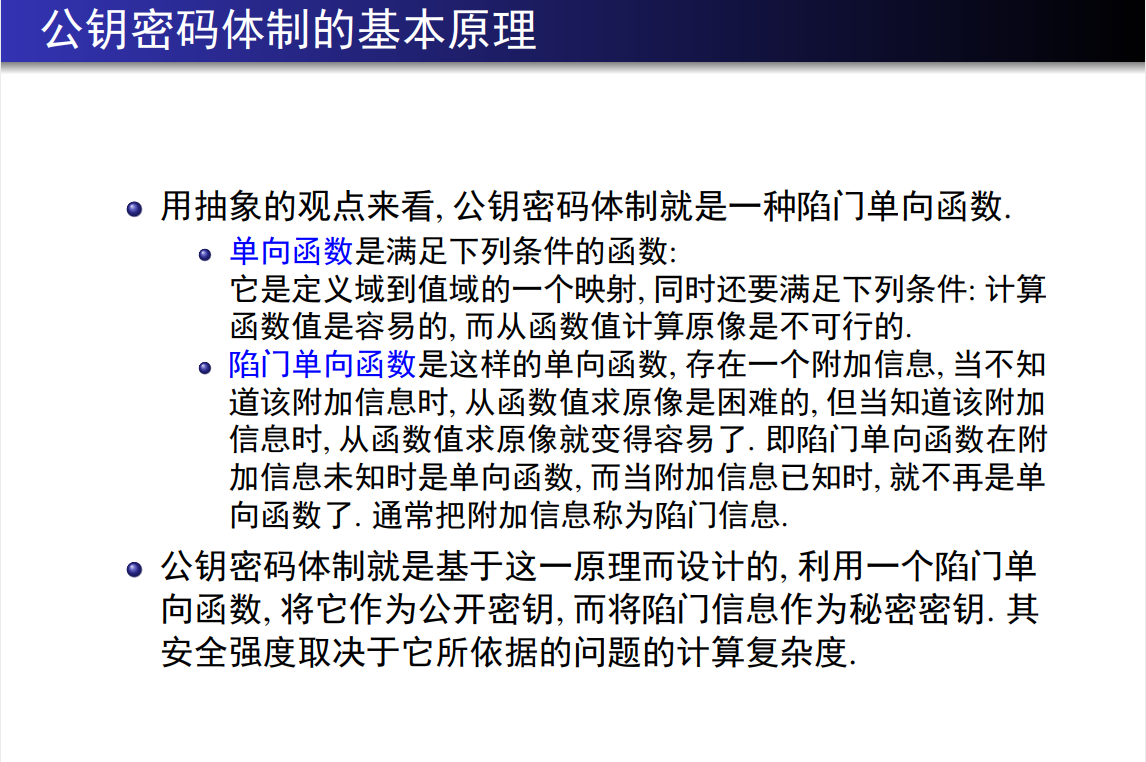 公钥密码体制的基本原理
用抽象的观点来看, 公钥密码体制就是一种陷门单向函数.
单向函数是满足下列条件的函数:
它是定义域到值域的一个映射, 同时还要满足下列条件: 计算
函数值是容易的, 而从函数值计算原像是不可行的.
陷门单向函数是这样的单向函数, 存在一个附加信息, 当不知
道该附加信息时, 从函数值求原像是困难的, 但当知道该附加
信息时, 从函数值求原像就变得容易了. 即陷门单向函数在附
加信息未知时是单向函数, 而当附加信息已知时, 就不再是单
向函数了. 通常把附加信息称为陷门信息.
公钥密码体制就是基于这一原理而设计的, 利用一个陷门单
向函数, 将它作为公开密钥, 而将陷门信息作为秘密密钥. 其
安全强度取决于它所依据的问题的计算复杂度.